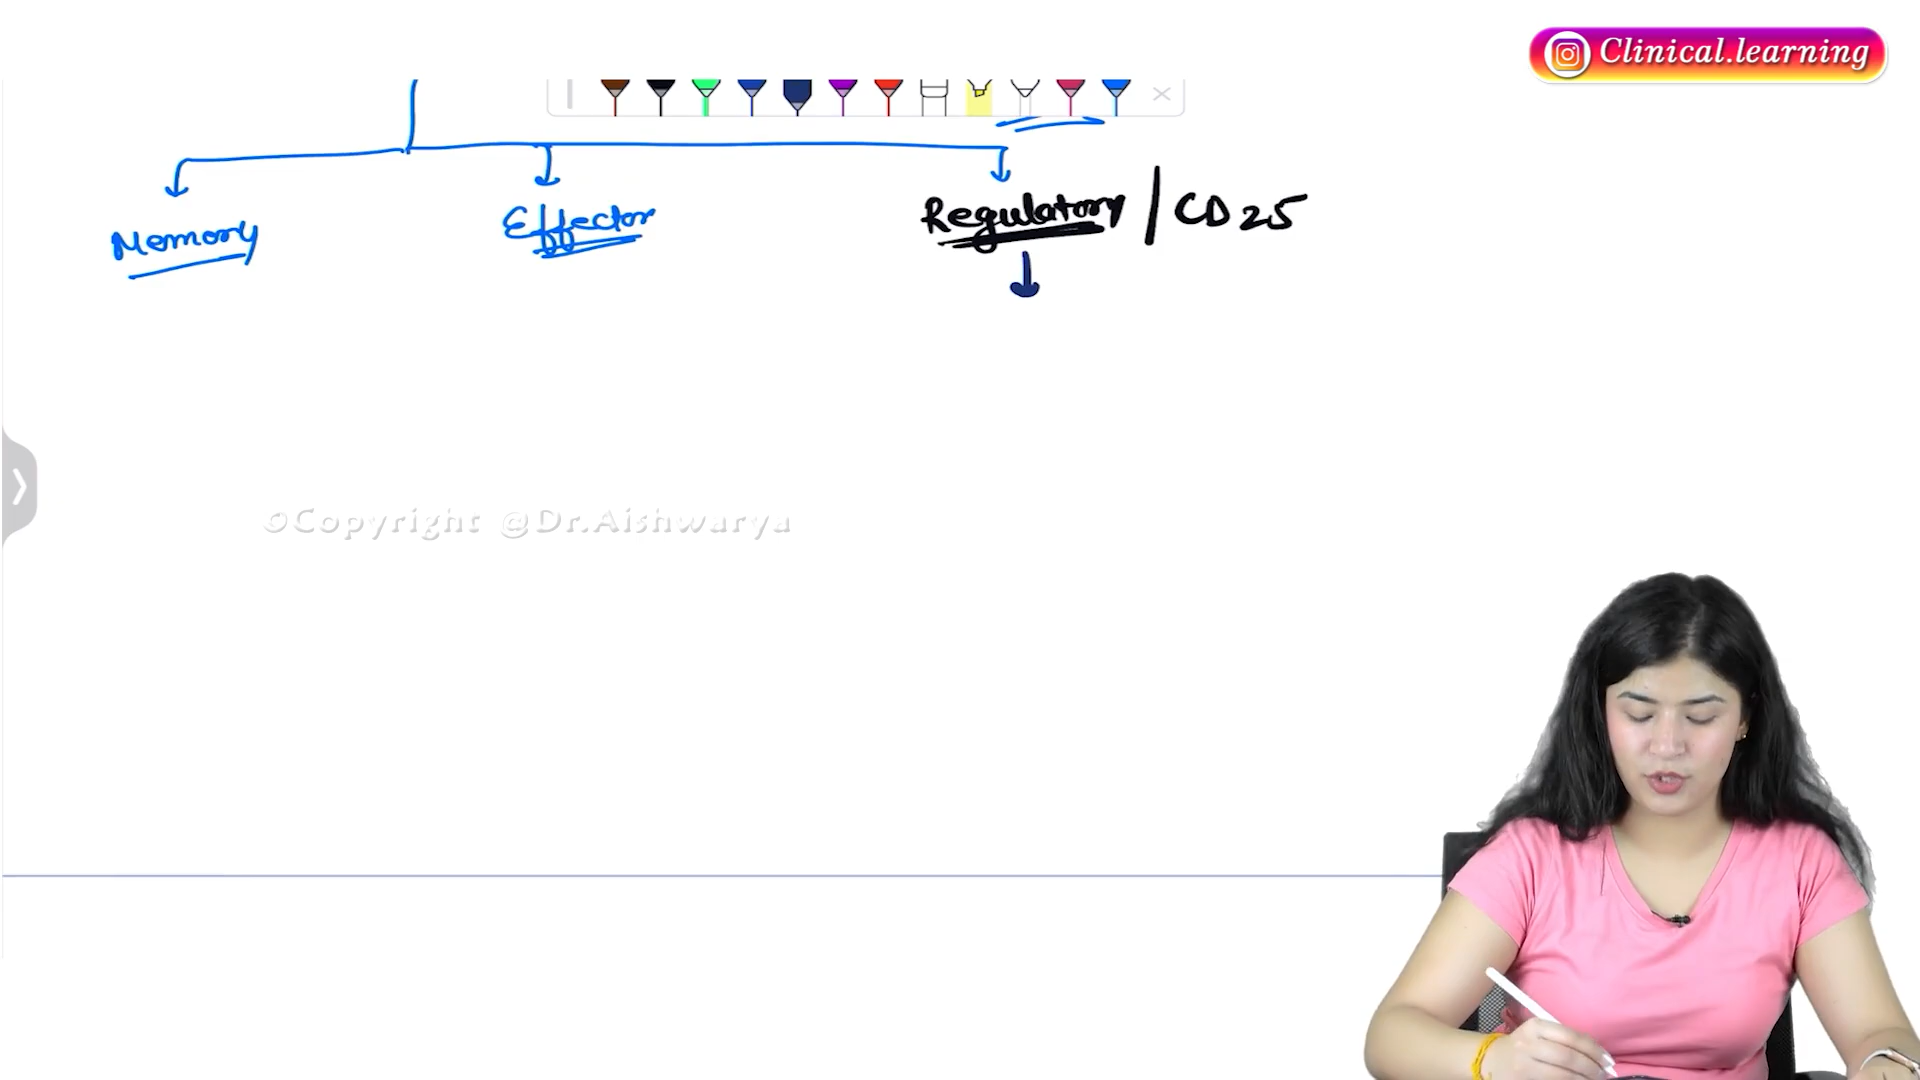 Clinical.learning
Memory
Effector
Regulatory / CD25
©Copyright @Dr.Aishwarya